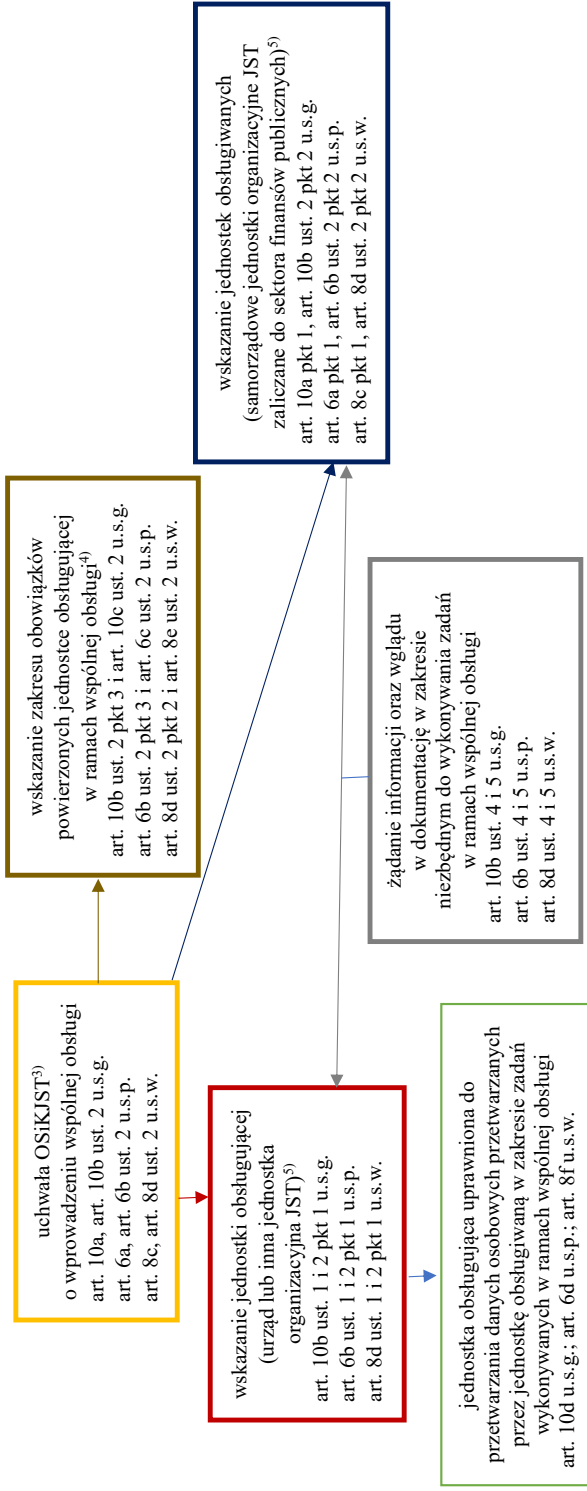 uchwała OSiKJST3)
o wprowadzeniu wspólnej obsługi
art. 10a, art. 10b ust. 2 u.s.g.
art. 6a, art. 6b ust. 2 u.s.p.
art. 8c, art. 8d ust. 2 u.s.w.
wskazanie zakresu obowiązków
powierzonych jednostce obsługującej
w ramach wspólnej obsługi4)
art. 10b ust. 2 pkt 3 i art. 10c ust. 2 u.s.g.
art. 6b ust. 2 pkt 3 i art. 6c ust. 2 u.s.p.
art. 8d ust. 2 pkt 2 i art. 8e ust. 2 u.s.w.
wskazanie jednostki obsługującej
(urząd lub inna jednostka
organizacyjna JST)5)
art. 10b ust. 1 i 2 pkt 1 u.s.g.
art. 6b ust. 1 i 2 pkt 1 u.s.p.
art. 8d ust. 1 i 2 pkt 1 u.s.w.
wskazanie jednostek obsługiwanych
(samorządowe jednostki organizacyjne JST
zaliczane do sektora finansów publicznych)5)
art. 10a pkt 1, art. 10b ust. 2 pkt 2 u.s.g.
art. 6a pkt 1, art. 6b ust. 2 pkt 2 u.s.p.
art. 8c pkt 1, art. 8d ust. 2 pkt 2 u.s.w.
jednostka obsługująca uprawniona do
przetwarzania danych osobowych przetwarzanych
przez jednostkę obsługiwaną w zakresie zadań
wykonywanych w ramach wspólnej obsługi
art. 10d u.s.g.; art. 6d u.s.p.; art. 8f u.s.w.
żądanie informacji oraz wglądu
w dokumentację w zakresie
niezbędnym do wykonywania zadań
w ramach wspólnej obsługi
art. 10b ust. 4 i 5 u.s.g.
art. 6b ust. 4 i 5 u.s.p.
art. 8d ust. 4 i 5 u.s.w.